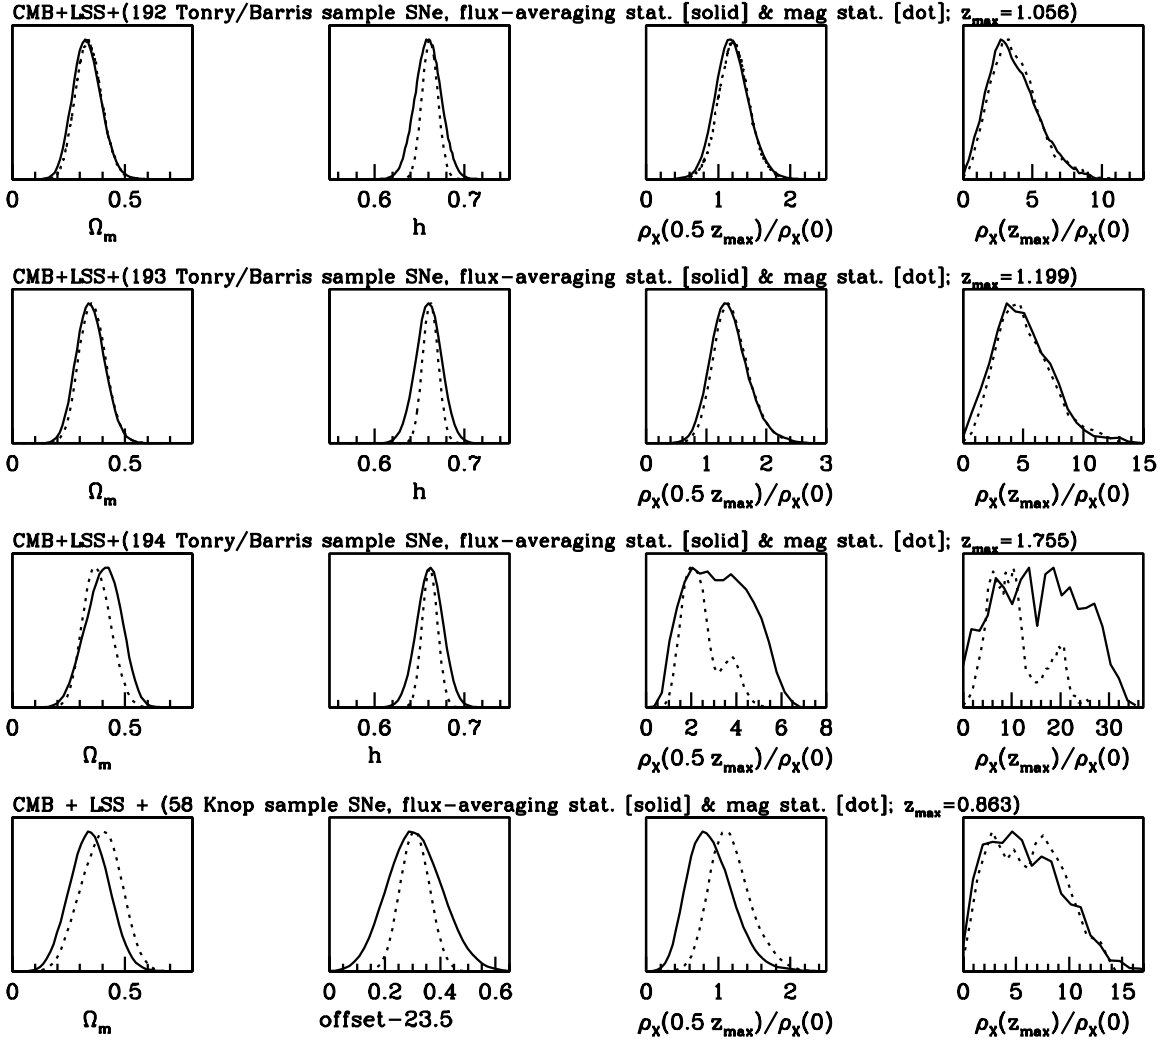 CMB+LSS+(192 Tonry/Barris sample SNe, flux-averaging stat. [solid] & mag stat. [dot]; z_max=1.056)
0 0.5 0.6 0.7 0 1 2 0 5 10
Ω_m h ρ_X(0.5 z_max)/ρ_X(0) ρ_X(z_max)/ρ_X(0)
CMB+LSS+(193 Tonry/Barris sample SNe, flux-averaging stat. [solid] & mag stat. [dot]; z_max=1.199)
0 0.5 0.6 0.7 0 1 2 3 0 5 10 15
Ω_m h ρ_X(0.5 z_max)/ρ_X(0) ρ_X(z_max)/ρ_X(0)
CMB+LSS+(194 Tonry/Barris sample SNe, flux-averaging stat. [solid] & mag stat. [dot]; z_max=1.755)
0 0.5 0.6 0.7 0 2 4 6 8 0 10 20 30
Ω_m h ρ_X(0.5 z_max)/ρ_X(0) ρ_X(z_max)/ρ_X(0)
CMB + LSS + (58 Knop sample SNe, flux-averaging stat. [solid] & mag stat. [dot]; z_max=0.863)
0 0.5 0 0.2 0.4 0.6 0 1 2 0 5 10 15
Ω_m offset-23.5 ρ_X(0.5 z_max)/ρ_X(0) ρ_X(z_max)/ρ_X(0)